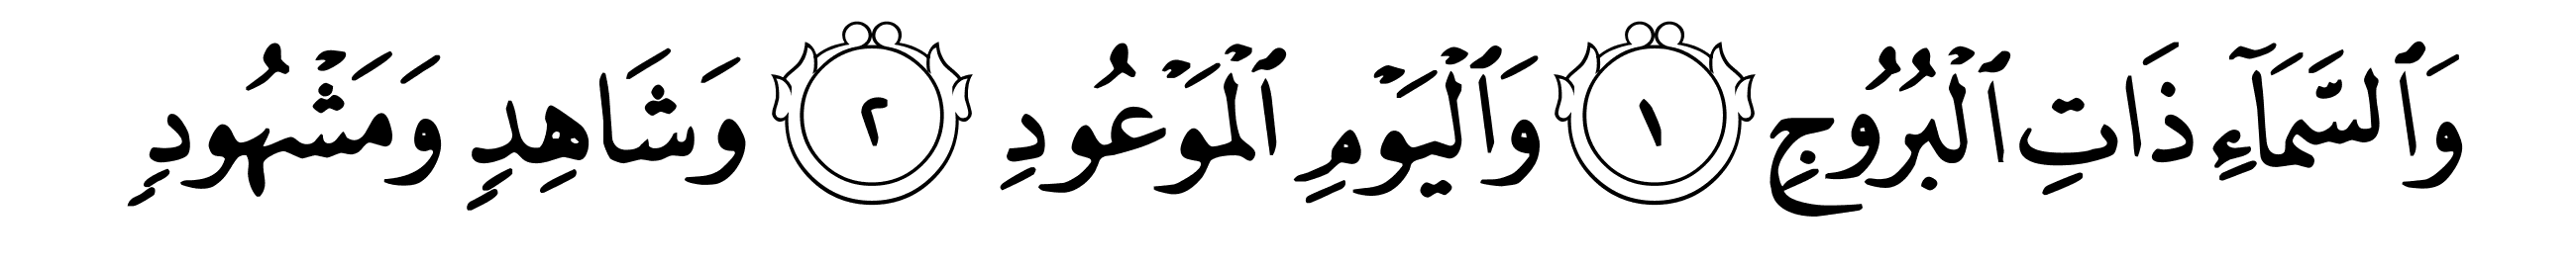 وَٱلسَّمَآءِ ذَاتِ ٱلۡبُرُوجِ ١ وَٱلۡيَوۡمِ ٱلۡمَوۡعُودِ ٢ وَشَاهِدٖ وَمَشۡهُودٖ